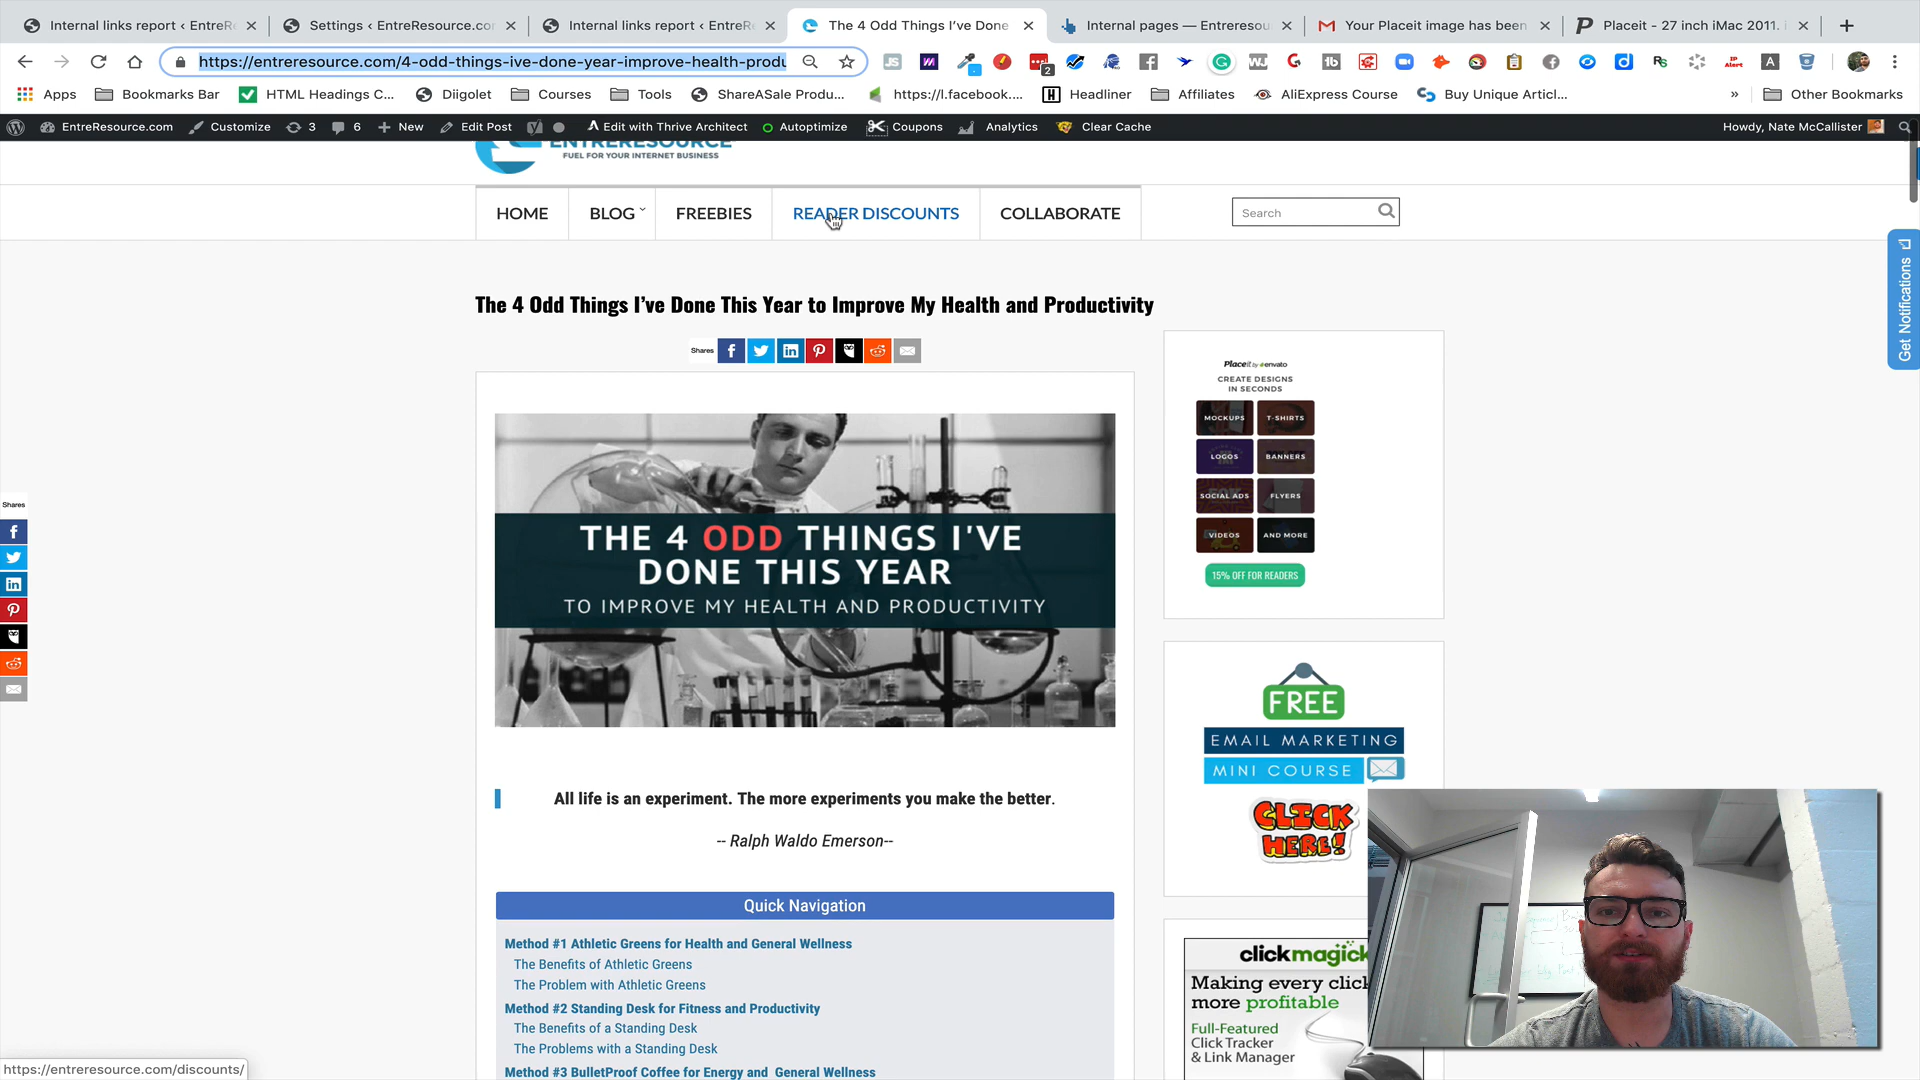 Internal links report ‹ EntreRe
Settings ‹ EntreResource.co
Internal links report ‹ EntreRe
The 4 Odd Things I've Done
Internal pages — Entreresou
Your Placeit image has been
Placeit - 27 inch iMac 2011.
https://entreresource.com/4-odd-things-ive-done-year-improve-health-produ
Apps
Bookmarks Bar
HTML Headings C...
Diigolet
Courses
Tools
ShareASale Produ...
https://l.facebook....
Headliner
Affiliates
AliExpress Course
Buy Unique Articl...
»
Other Bookmarks
EntreResource.com
Customize
3
6
New
Edit Post
Edit with Thrive Architect
Autoptimize
Coupons
Analytics
Clear Cache
Howdy, Nate McCallister
ENTRERESOURCE
FUEL FOR YOUR INTERNET BUSINESS
HOME
BLOG
FREEBIES
READER DISCOUNTS
COLLABORATE
Search
Get Notifications
The 4 Odd Things I've Done This Year to Improve My Health and Productivity
Shares
THE 4 ODD THINGS I'VE
DONE THIS YEAR
TO IMPROVE MY HEALTH AND PRODUCTIVITY
All life is an experiment. The more experiments you make the better.
-- Ralph Waldo Emerson--
Quick Navigation
Method #1 Athletic Greens for Health and General Wellness
The Benefits of Athletic Greens
The Problem with Athletic Greens
Method #2 Standing Desk for Fitness and Productivity
The Benefits of a Standing Desk
The Problems with a Standing Desk
Method #3 BulletProof Coffee for Energy and General Wellness
Shares
Placeit by envato
CREATE DESIGNS
IN SECONDS
MOCKUPS
T-SHIRTS
LOGOS
BANNERS
SOCIAL ADS
FLYERS
VIDEOS
AND MORE
15% OFF FOR READERS
FREE
EMAIL MARKETING
MINI COURSE
CLICK
HERE!
clickmagick
Making every click
more profitable
Full-Featured
Click Tracker
& Link Manager
https://entreresource.com/discounts/